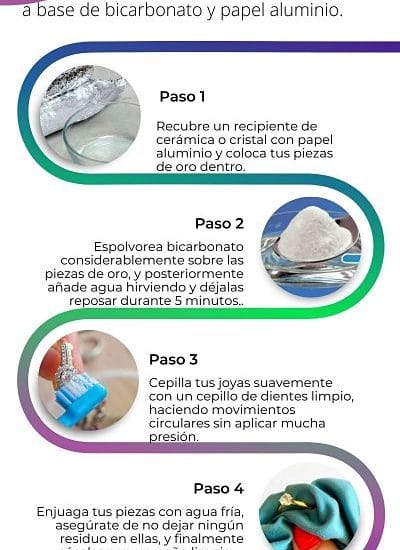 a base de bicarbonato y papel aluminio.
Paso 1
Recubre un recipiente de
cerámica o cristal con papel
aluminio y coloca tus piezas
de oro dentro.
Paso 2
Espolvorea bicarbonato
considerablemente sobre las
piezas de oro, y posteriormente
añade agua hirviendo y déjalas
reposar durante 5 minutos..
Paso 3
Cepilla tus joyas suavemente
con un cepillo de dientes limpio,
haciendo movimientos
circulares sin aplicar mucha
presión.
Paso 4
Enjuaga tus piezas con agua fría,
asegúrate de no dejar ningún
residuo en ellas, y finalmente